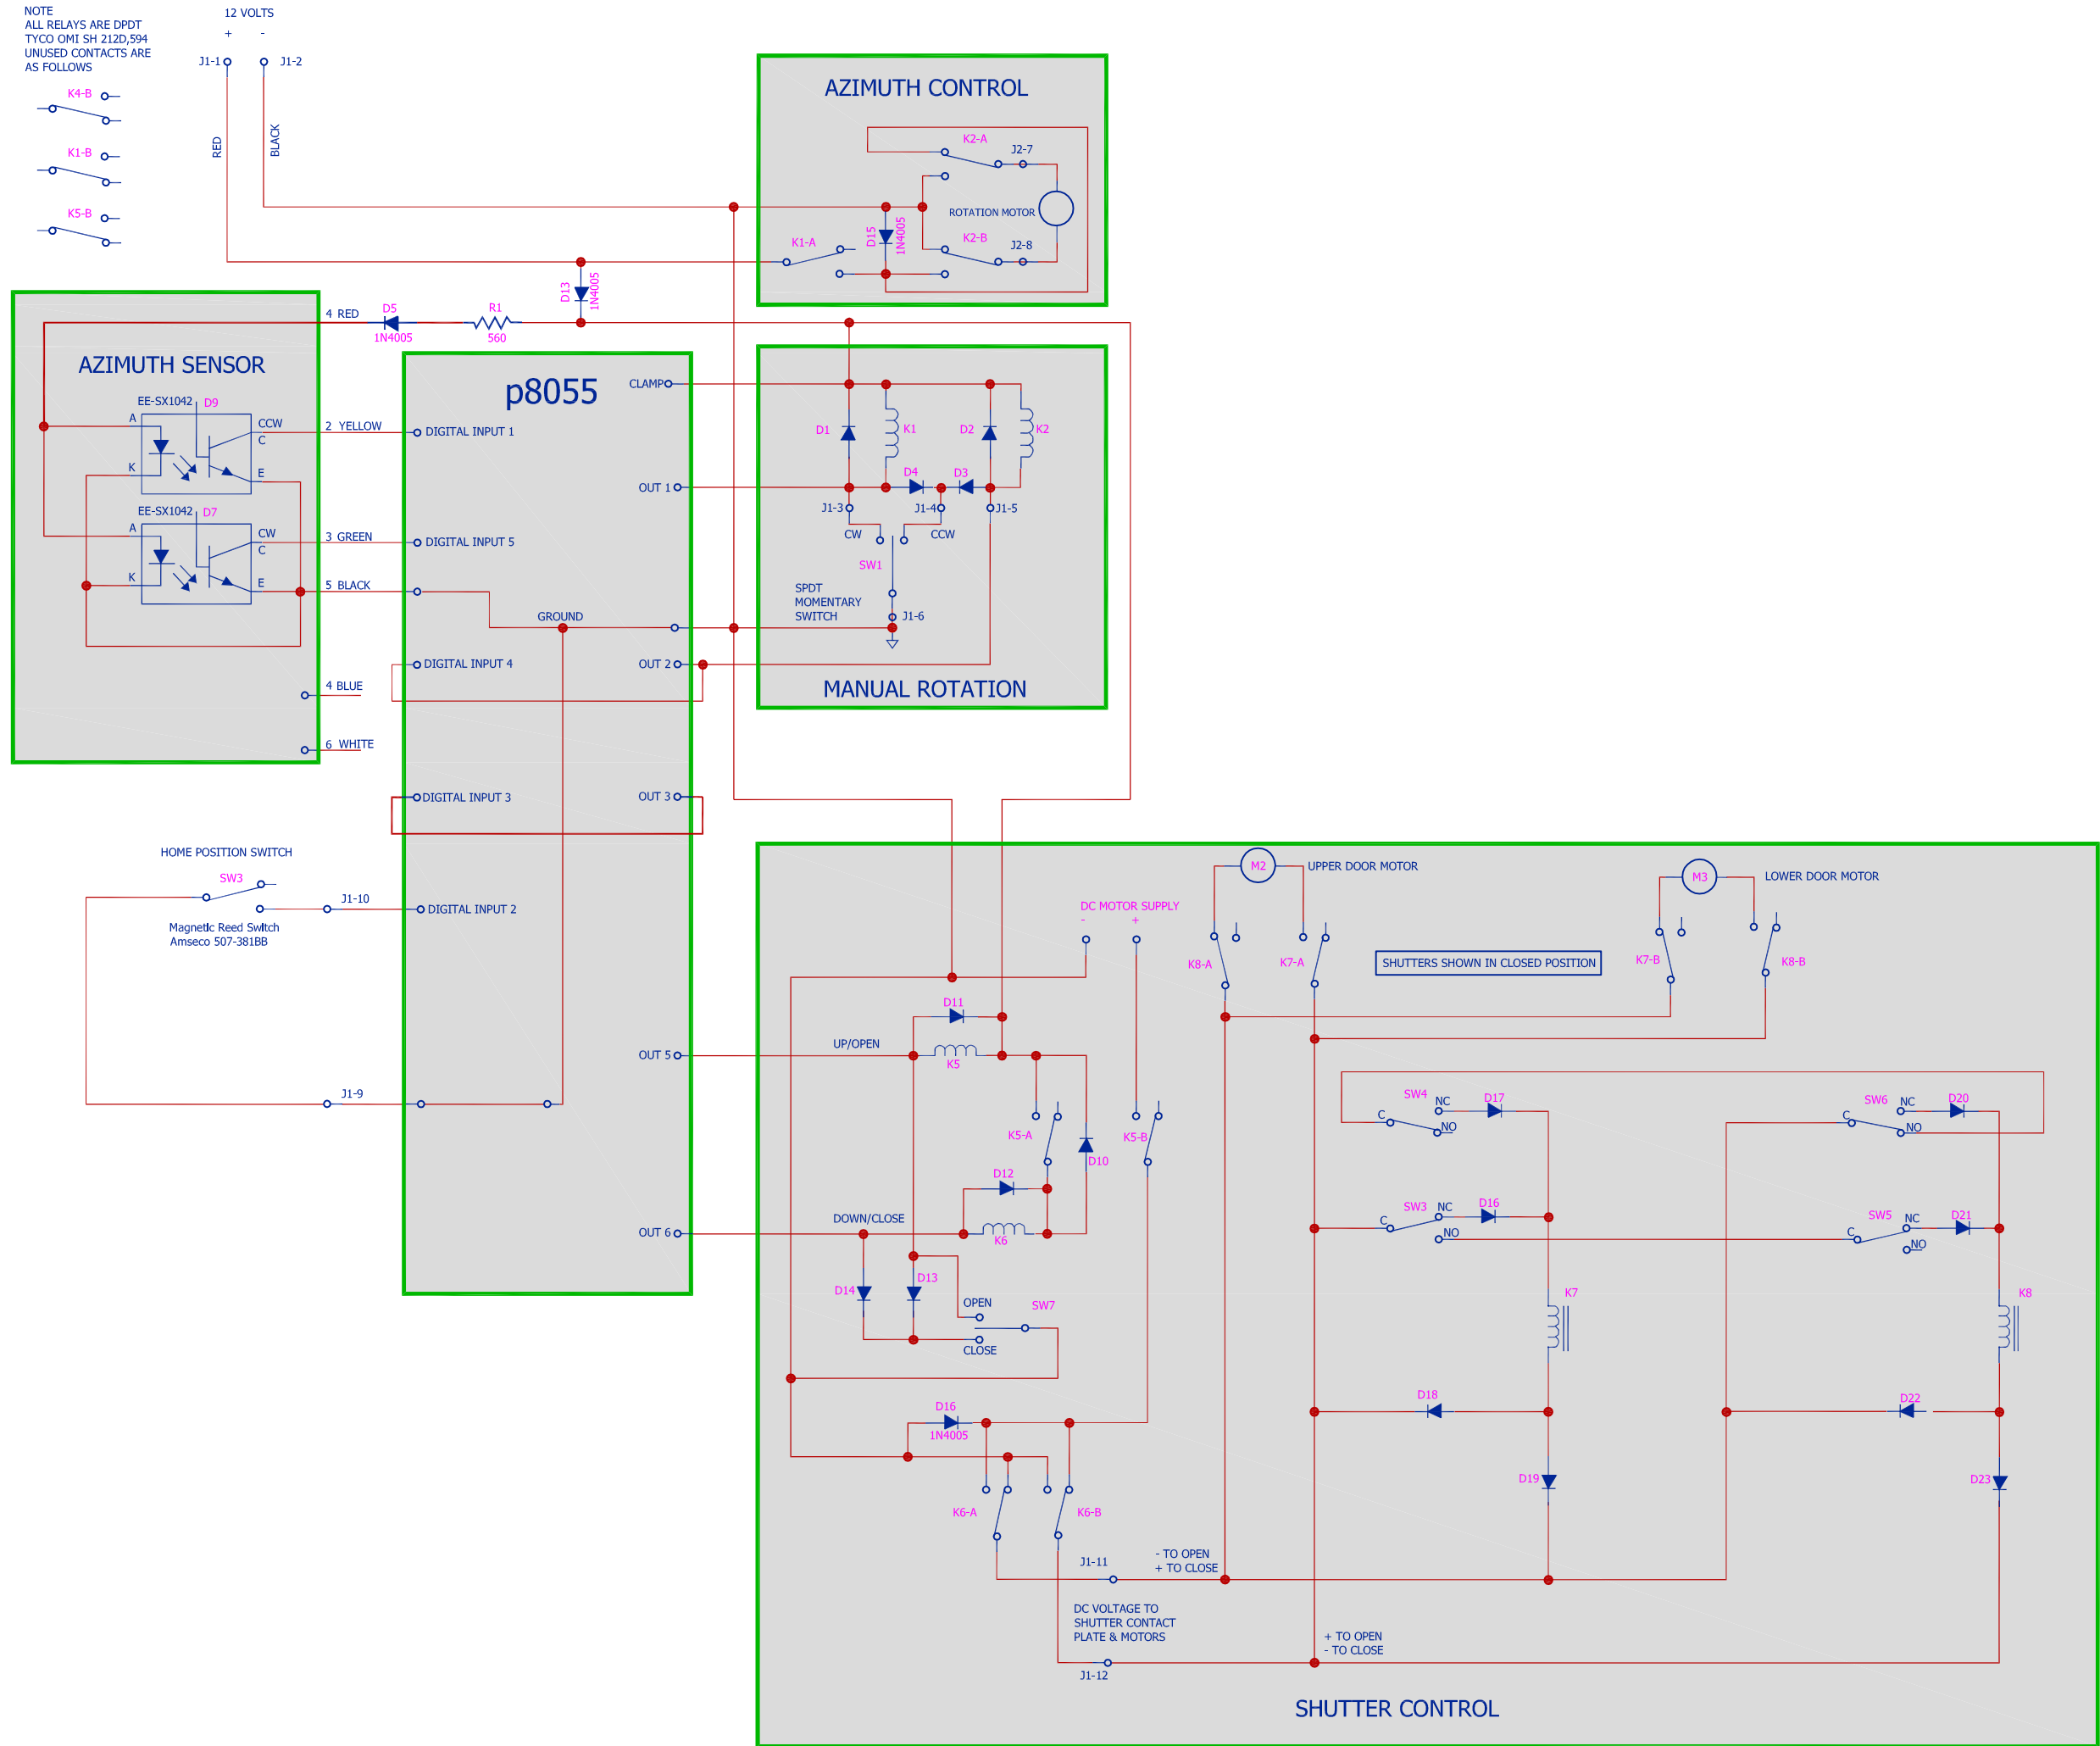 NOTE
ALL RELAYS ARE DPDT
TYCO OMI SH 212D,594
UNUSED CONTACTS ARE
AS FOLLOWS
K4-B
K1-B
K5-B
12 VOLTS
+ -
J1-1
J1-2
RED
BLACK
AZIMUTH CONTROL
K2-A
J2-7
ROTATION MOTOR
D15
1N4005
K1-A
K2-B
J2-8
D13
1N4005
AZIMUTH SENSOR
4 RED
D5
1N4005
R1
560
EE-SX1042
D9
A
K
CCW
C
E
2 YELLOW
EE-SX1042
D7
A
K
CW
C
E
3 GREEN
5 BLACK
4 BLUE
6 WHITE
p8055
CLAMP
DIGITAL INPUT 1
OUT 1
DIGITAL INPUT 5
GROUND
DIGITAL INPUT 4
OUT 2
DIGITAL INPUT 3
OUT 3
DIGITAL INPUT 2
OUT 5
OUT 6
D1
K1
D2
K2
D4
D3
J1-3
J1-4
J1-5
CW
CCW
SW1
SPDT
MOMENTARY
SWITCH
J1-6
MANUAL ROTATION
HOME POSITION SWITCH
SW3
J1-10
Magnetic Reed Switch
Amseco 507-381BB
J1-9
M2
UPPER DOOR MOTOR
M3
LOWER DOOR MOTOR
DC MOTOR SUPPLY
- +
K8-A
K7-A
SHUTTERS SHOWN IN CLOSED POSITION
K7-B
K8-B
D11
UP/OPEN
K5
K5-A
K5-B
D10
D12
DOWN/CLOSE
K6
D14
D13
OPEN
SW7
CLOSE
D16
1N4005
K6-A
K6-B
SW4
NC
D17
C
NO
SW6
NC
D20
C
NO
SW3
NC
D16
C
NO
SW5
NC
D21
C
NO
K7
K8
D18
D22
D19
D23
J1-11
- TO OPEN
+ TO CLOSE
DC VOLTAGE TO
SHUTTER CONTACT
PLATE & MOTORS
+ TO OPEN
- TO CLOSE
J1-12
SHUTTER CONTROL